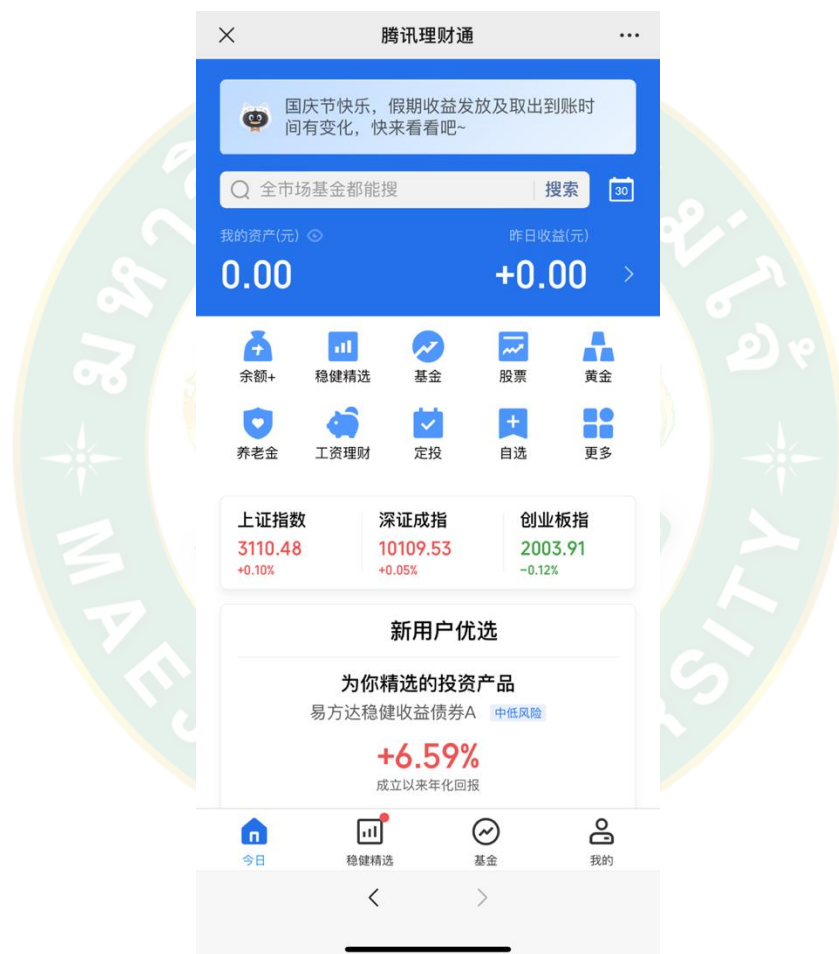 腾讯理财通
国庆节快乐，假期收益发放及取出到账时
间有变化，快来看看吧~
全市场基金都能搜 搜索 30
我的资产(元) 昨日收益(元)
0.00 +0.00
余额+ 稳健精选 基金 股票 黄金
养老金 工资理财 定投 自选 更多
上证指数 深证成指 创业板指
3110.48 10109.53 2003.91
+0.10% +0.05% -0.12%
新用户优选
为你精选的投资产品
易方达稳健收益债券A 中低风险
+6.59%
成立以来年化回报
今日 稳健精选 基金 我的